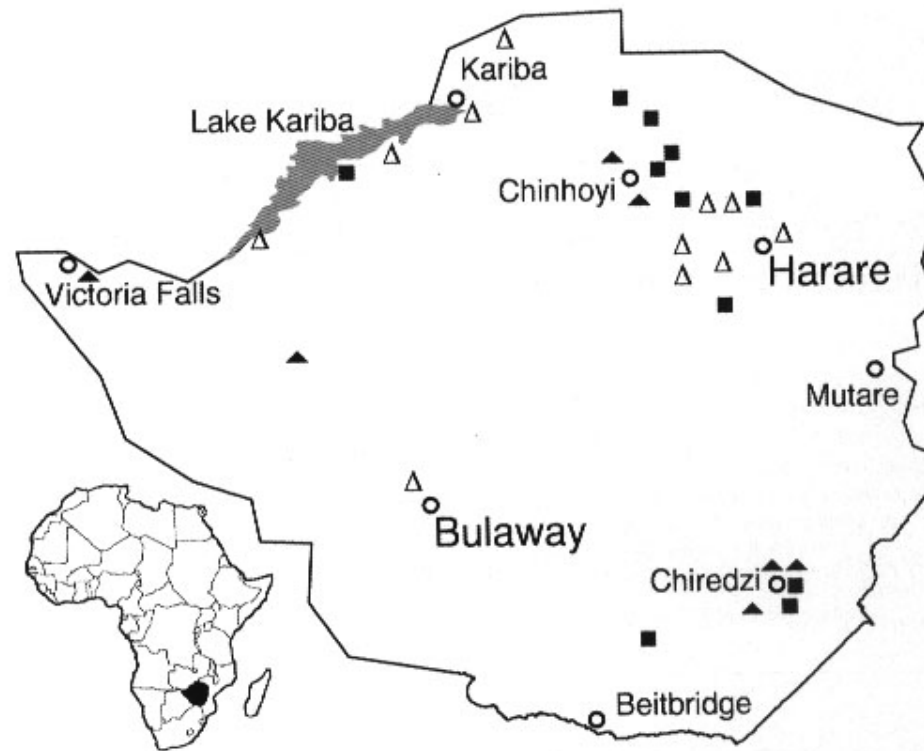 Kariba
Lake Kariba
Chinhoyi
Harare
Victoria Falls
Mutare
Bulaway
Chiredzi
Beitbridge